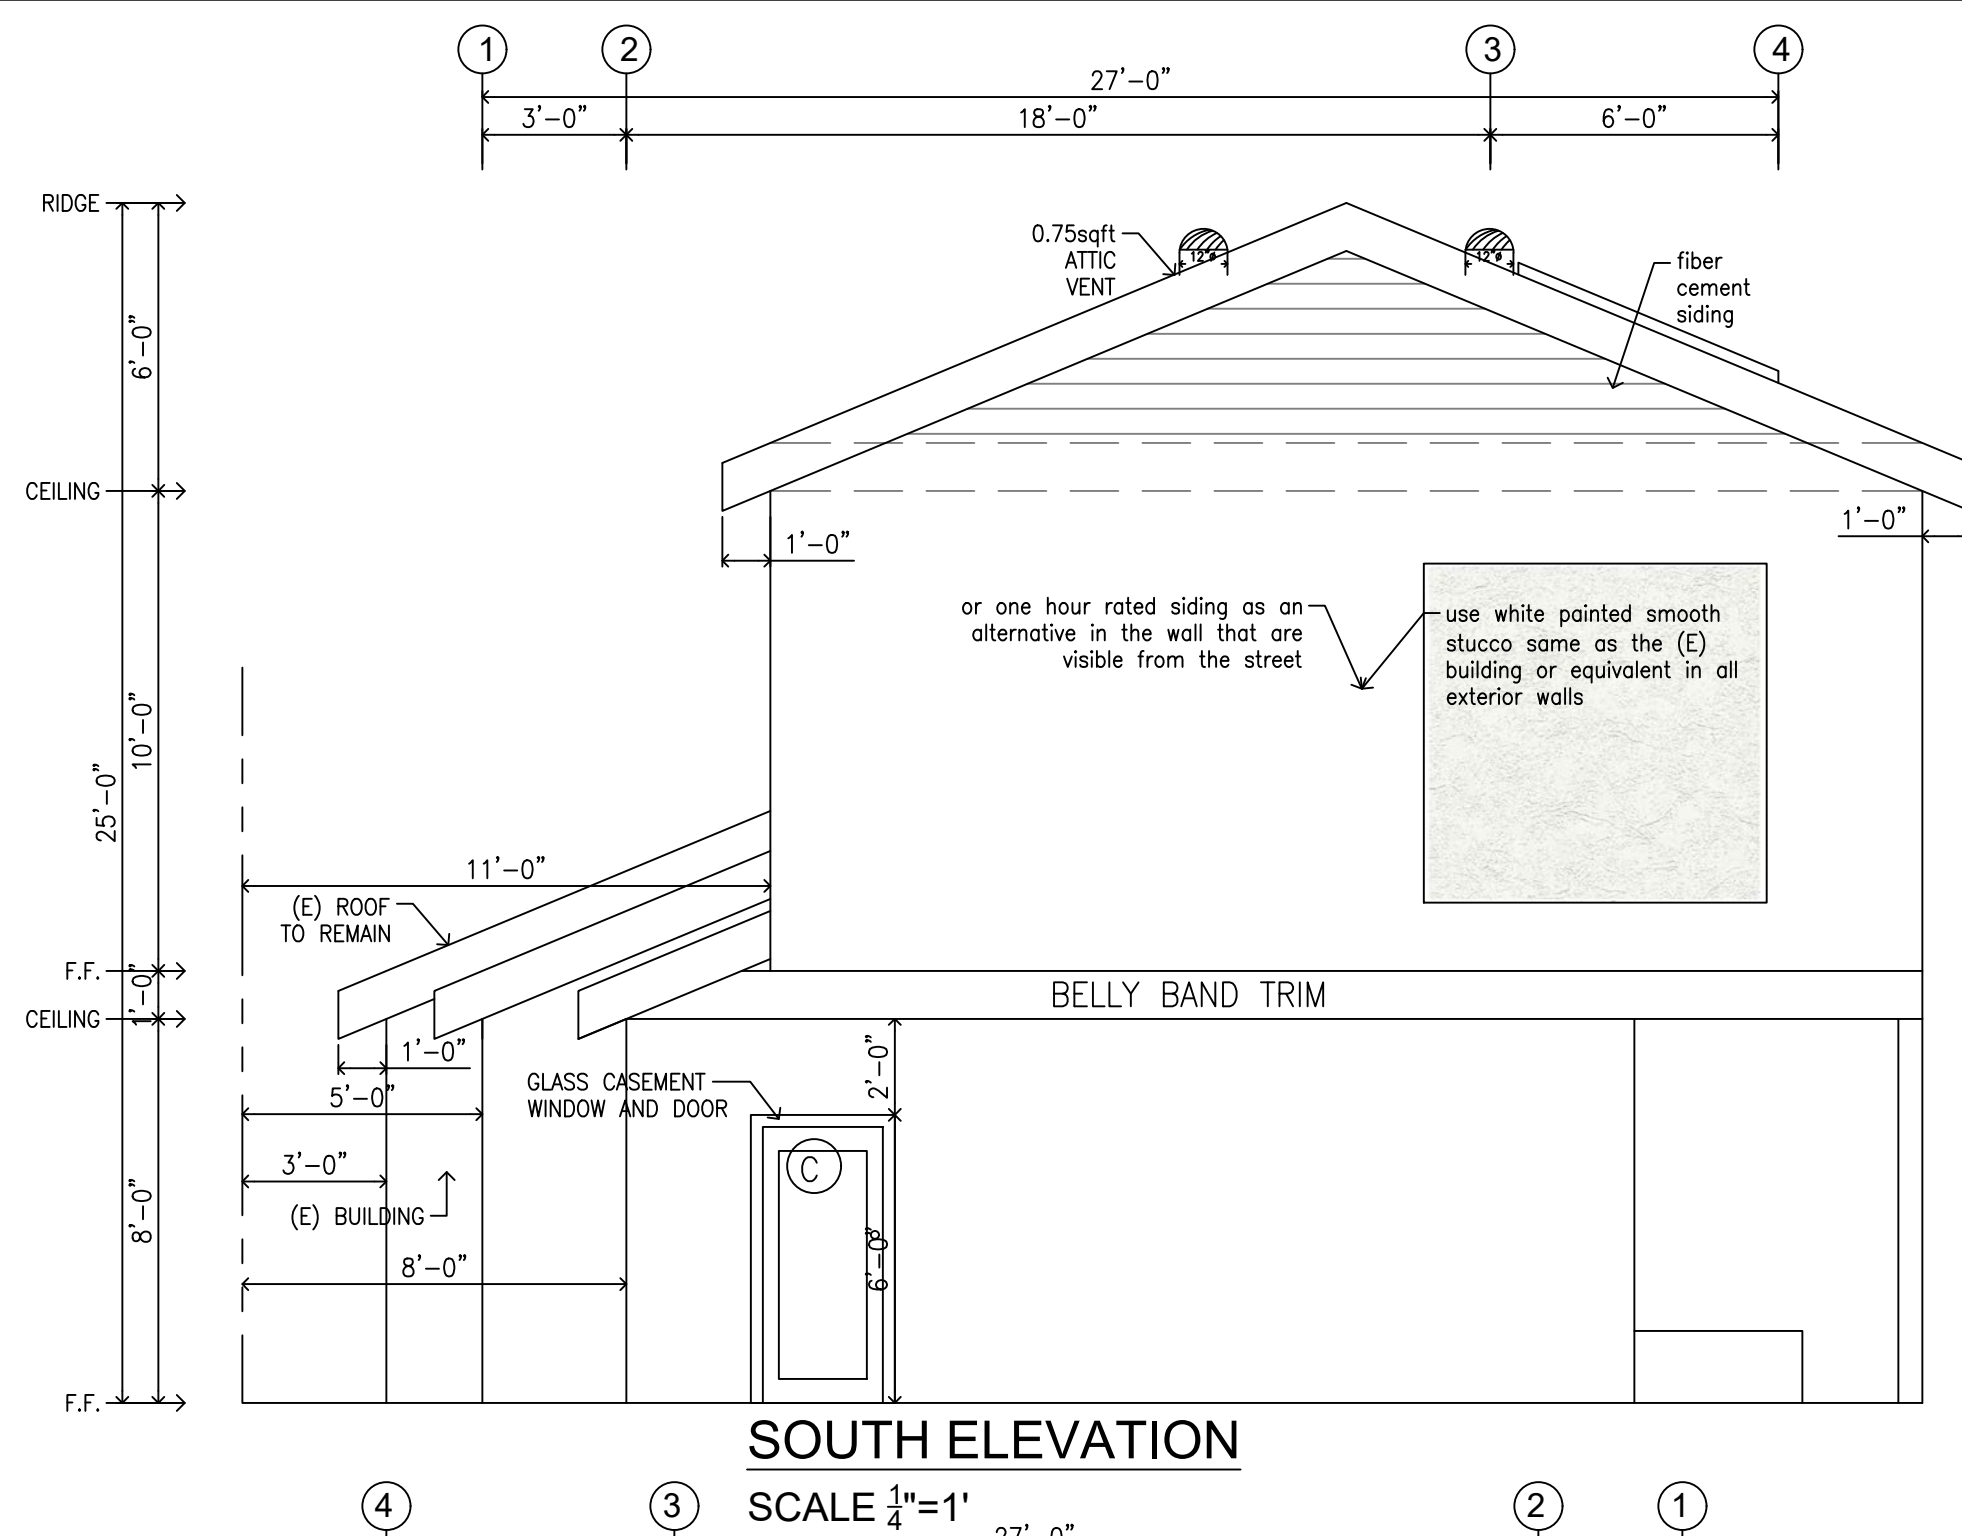 1 2 3 4
27'-0"
3'-0" 18'-0" 6'-0"
RIDGE
0.75sqft
ATTIC
VENT
12"ø
12"ø
fiber
cement
siding
6'-0"
CEILING
1'-0"
1'-0"
or one hour rated siding as an
alternative in the wall that are
visible from the street
use white painted smooth
stucco same as the (E)
building or equivalent in all
exterior walls
10'-0"
25'-0"
11'-0"
(E) ROOF
TO REMAIN
F.F.
1'-0"
BELLY BAND TRIM
CEILING
1'-0"
2'-0"
5'-0"
GLASS CASEMENT
WINDOW AND DOOR
C
3'-0"
(E) BUILDING
8'-0"
8'-0"
F.F.
SOUTH ELEVATION
SCALE 1/4"=1'
4 3 2 1
27'-0"